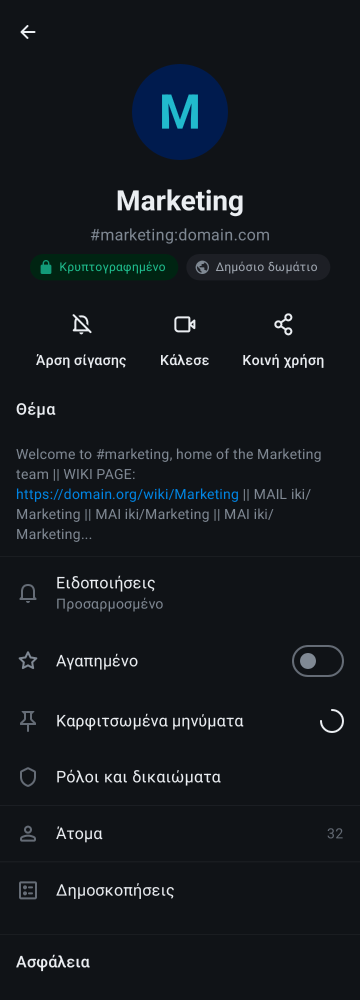 M
Marketing
#marketing:domain.com
Κρυπτογραφημένο Δημόσιο δωμάτιο
Άρση σίγασης Κάλεσε Κοινή χρήση
Θέμα
Welcome to #marketing, home of the Marketing
team || WIKI PAGE:
https://domain.org/wiki/Marketing || MAIL iki/
Marketing || MAI iki/Marketing || MAI iki/
Marketing...
Ειδοποιήσεις
Προσαρμοσμένο
Αγαπημένο
Καρφιτσωμένα μηνύματα
Ρόλοι και δικαιώματα
Άτομα 32
Δημοσκοπήσεις
Ασφάλεια